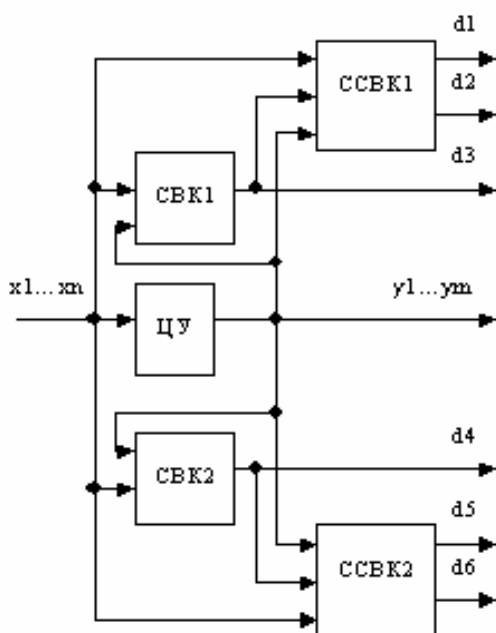 d1
ССВК1
d2
d3
СВК1
x1...xn
y1...ym
ЦУ
d4
СВК2
d5
ССВК2
d6